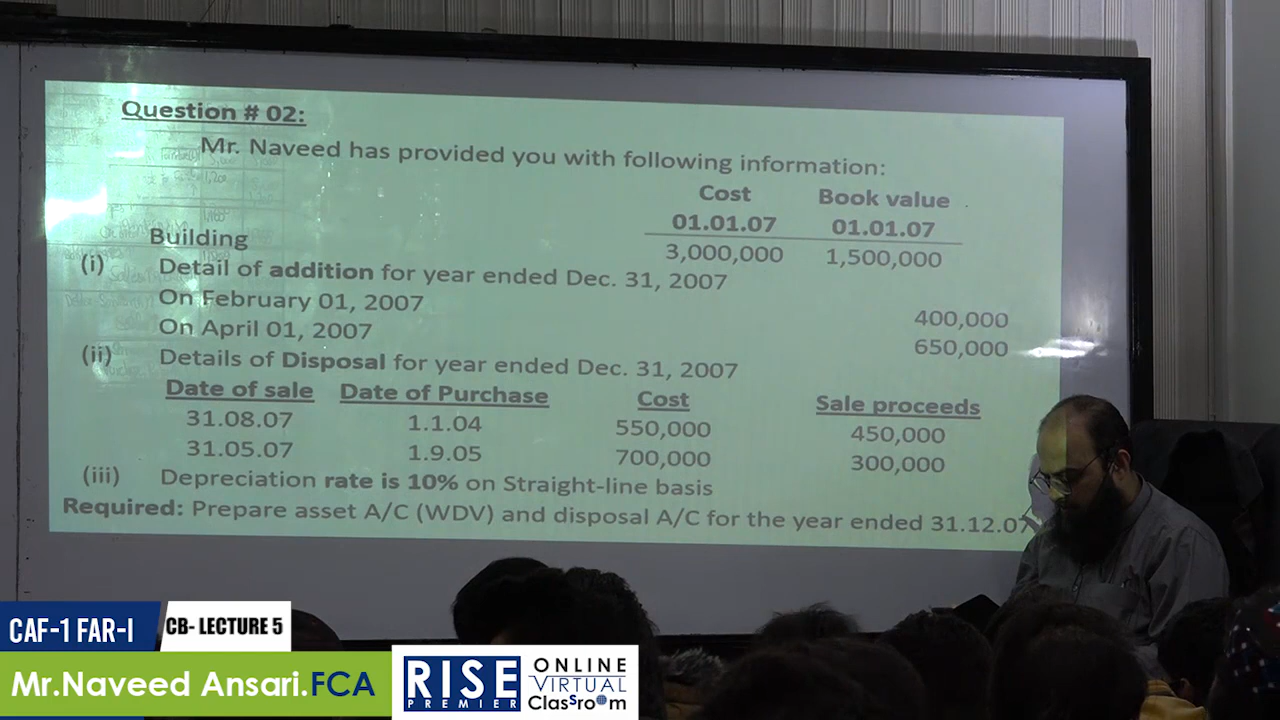 Question # 02:
Mr. Naveed has provided you with following information:
Cost Book value
01.01.07 01.01.07
Building 3,000,000 1,500,000
(i) Detail of addition for year ended Dec. 31, 2007
On February 01, 2007 400,000
On April 01, 2007 650,000
(ii) Details of Disposal for year ended Dec. 31, 2007
Date of sale Date of Purchase Cost Sale proceeds
31.08.07 1.1.04 550,000 450,000
31.05.07 1.9.05 700,000 300,000
(iii) Depreciation rate is 10% on Straight-line basis
Required: Prepare asset A/C (WDV) and disposal A/C for the year ended 31.12.07
CAF-1 FAR-I
CB- LECTURE 5
Mr.Naveed Ansari.FCA
RISE
PREMIER
ONLINE
VIRTUAL
Classroom